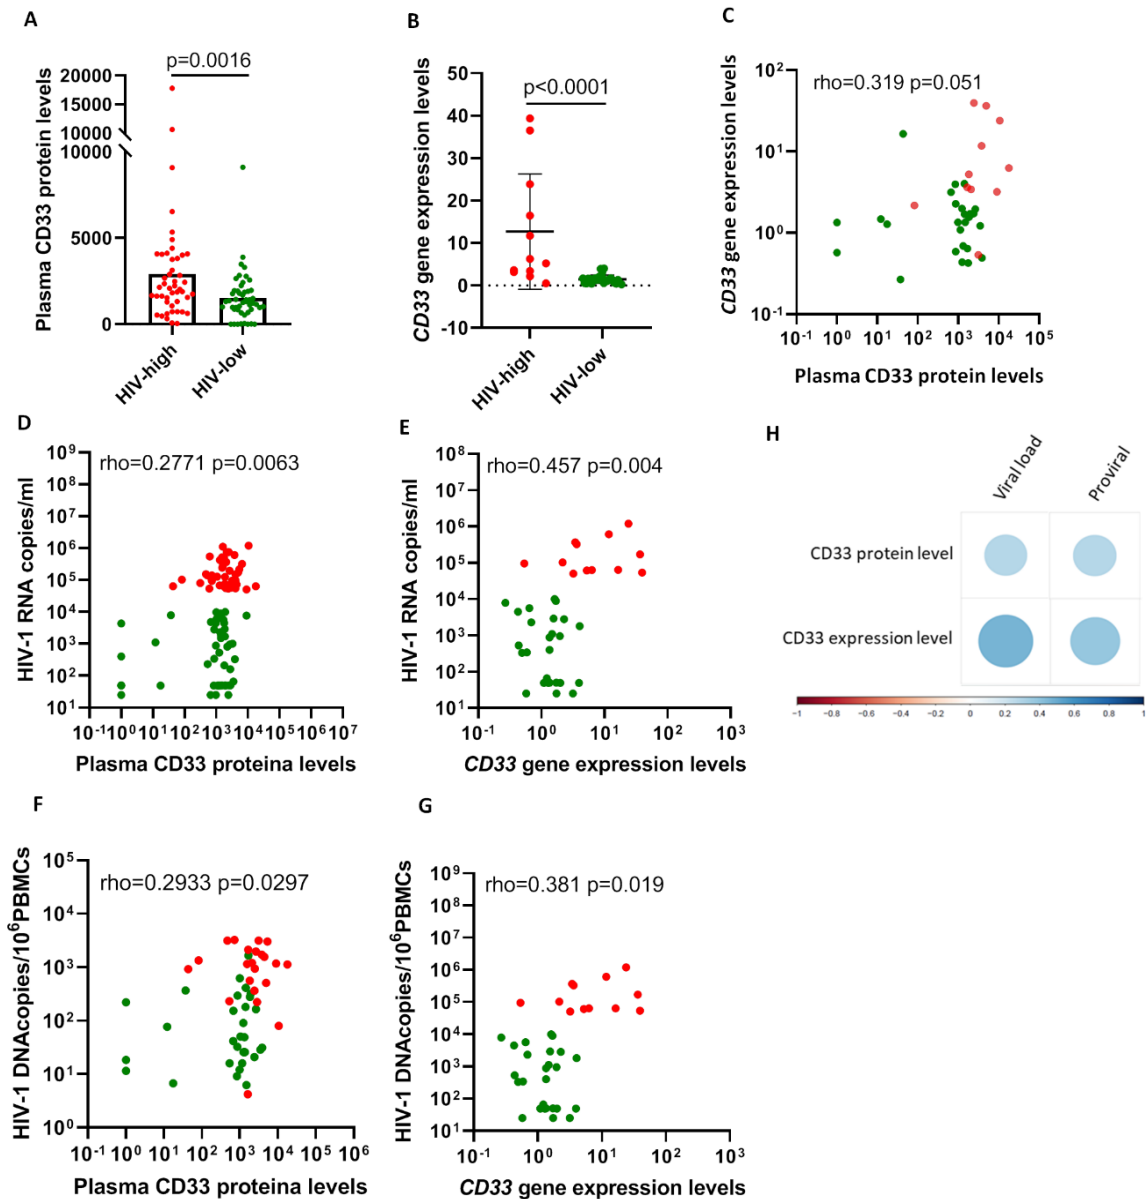 A
p=0.0016
Plasma CD33 protein levels
20000
15000
10000
10000
5000
0
HIV-high
HIV-low
B
p<0.0001
CD33 gene expression levels
50
40
30
20
10
0
-10
HIV-high
HIV-low
C
rho=0.319 p=0.051
CD33 gene expression levels
10²
10¹
10⁰
10⁻¹
10⁻¹ 10⁰ 10¹ 10² 10³ 10⁴ 10⁵
Plasma CD33 protein levels
D
rho=0.2771 p=0.0063
HIV-1 RNA copies/ml
10⁹
10⁸
10⁷
10⁶
10⁵
10⁴
10³
10²
10¹
10⁻¹ 10⁰ 10¹ 10² 10³ 10⁴ 10⁵ 10⁶ 10⁷
Plasma CD33 proteina levels
E
rho=0.457 p=0.004
HIV-1 RNA copies/ml
10⁸
10⁷
10⁶
10⁵
10⁴
10³
10²
10¹
10⁻¹ 10⁰ 10¹ 10² 10³
CD33 gene expression levels
H
Viral load
Proviral
CD33 protein level
CD33 expression level
-1 -0.8 -0.6 -0.4 -0.2 0 0.2 0.4 0.6 0.8 1
F
rho=0.2933 p=0.0297
HIV-1 DNAcopies/10⁶PBMCs
10⁵
10⁴
10³
10²
10¹
10⁰
10⁻¹ 10⁰ 10¹ 10² 10³ 10⁴ 10⁵ 10⁶
Plasma CD33 proteina levels
G
rho=0.381 p=0.019
HIV-1 DNAcopies/10⁶PBMCs
10⁹
10⁸
10⁷
10⁶
10⁵
10⁴
10³
10²
10¹
10⁻¹ 10⁰ 10¹ 10² 10³
CD33 gene expression levels